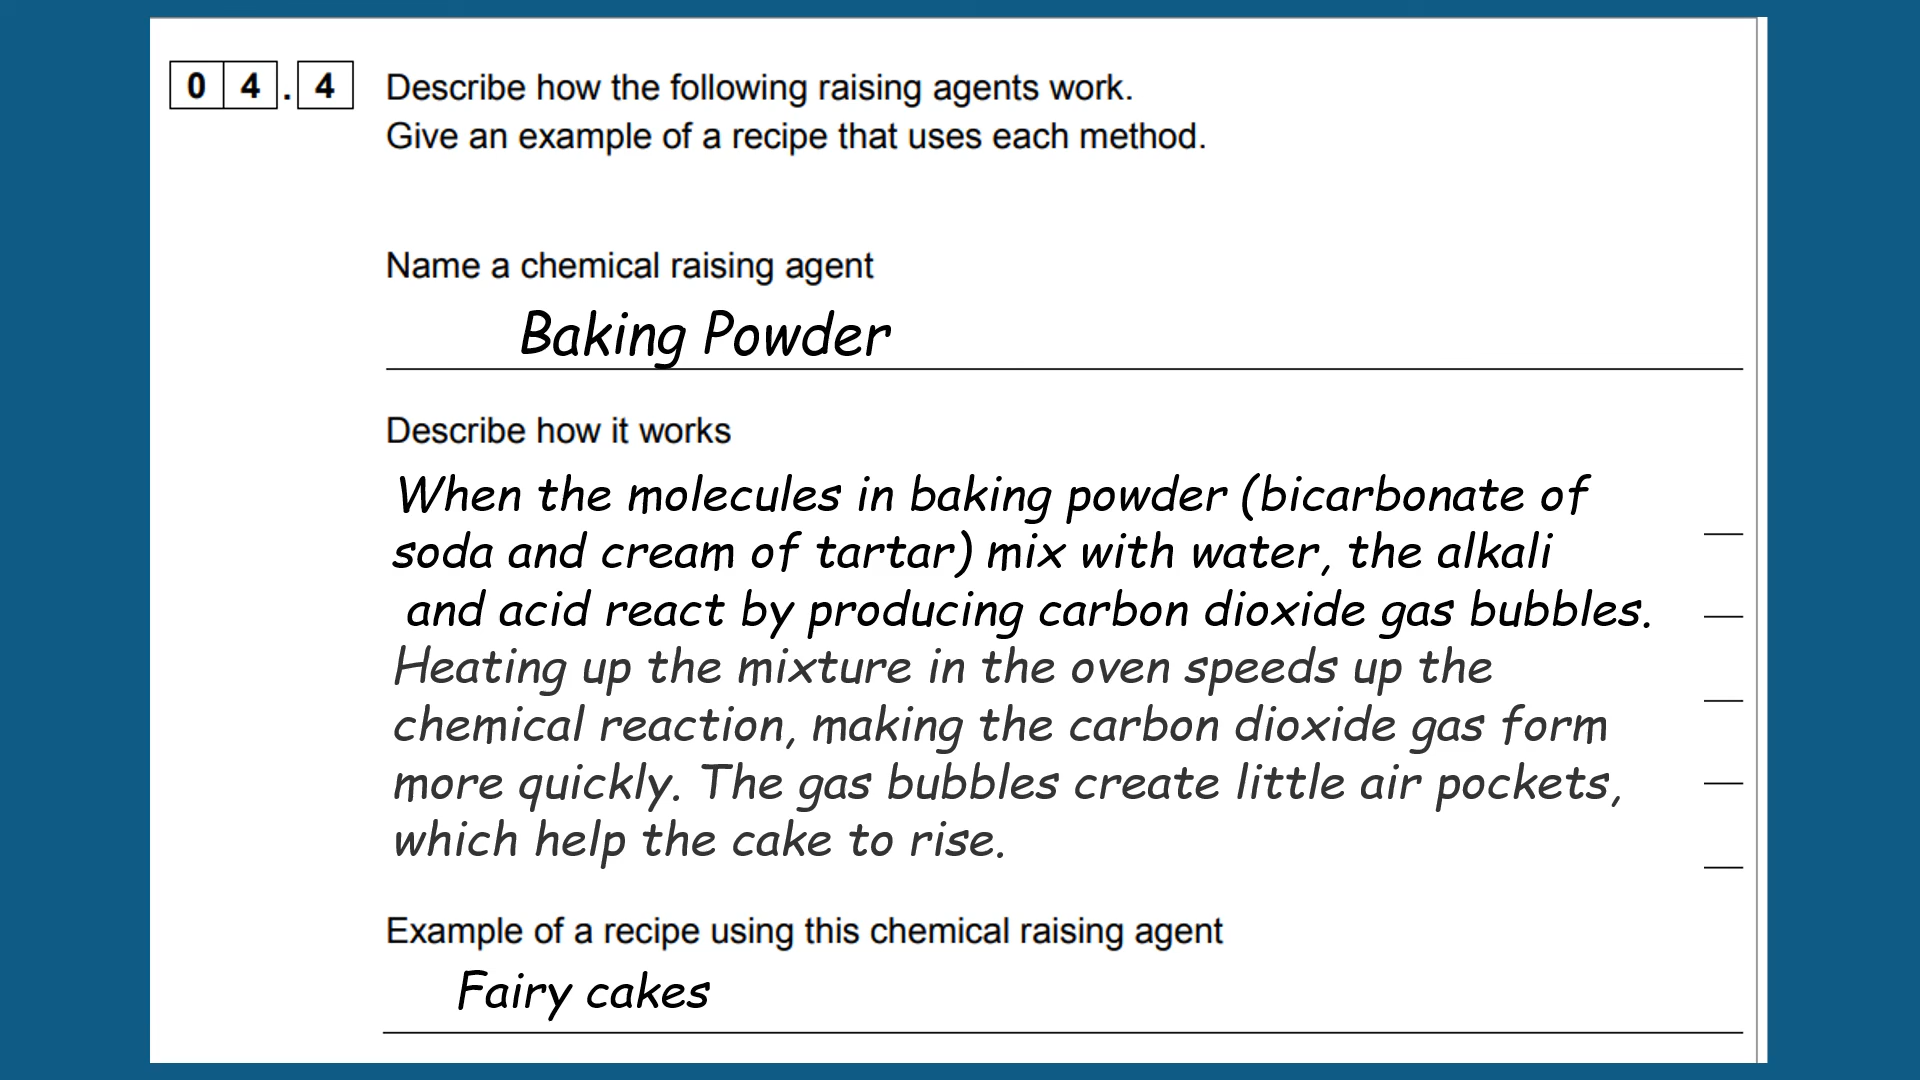 04.4 Describe how the following raising agents work.
Give an example of a recipe that uses each method.
Name a chemical raising agent
Baking Powder
Describe how it works
When the molecules in baking powder (bicarbonate of
soda and cream of tartar) mix with water, the alkali
and acid react by producing carbon dioxide gas bubbles.
Heating up the mixture in the oven speeds up the
chemical reaction, making the carbon dioxide gas form
more quickly. The gas bubbles create little air pockets,
which help the cake to rise.
Example of a recipe using this chemical raising agent
Fairy cakes